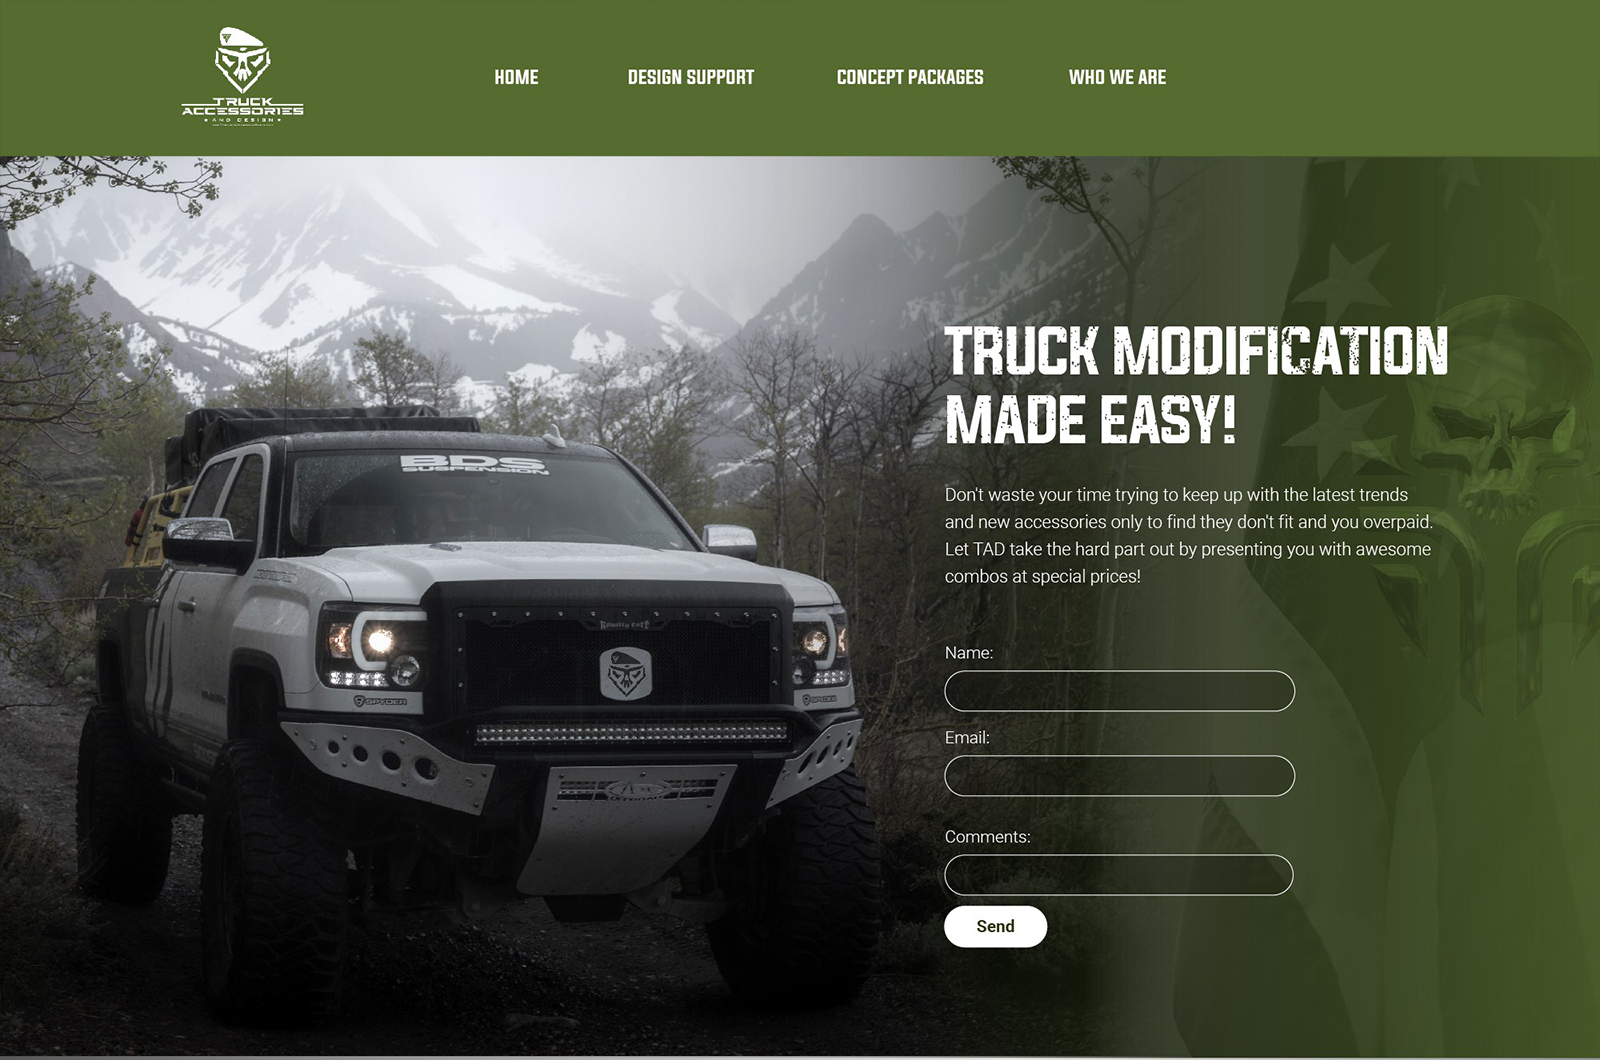 TRUCK
ACCESSORIES
AND DESIGN
HOME
DESIGN SUPPORT
CONCEPT PACKAGES
WHO WE ARE
TRUCK MODIFICATION
MADE EASY!
Don't waste your time trying to keep up with the latest trends
and new accessories only to find they don't fit and you overpaid.
Let TAD take the hard part out by presenting you with awesome
combos at special prices!
Name:
Email:
Comments:
Send
BDS
SUSPENSION
SPYDER
SPYDER